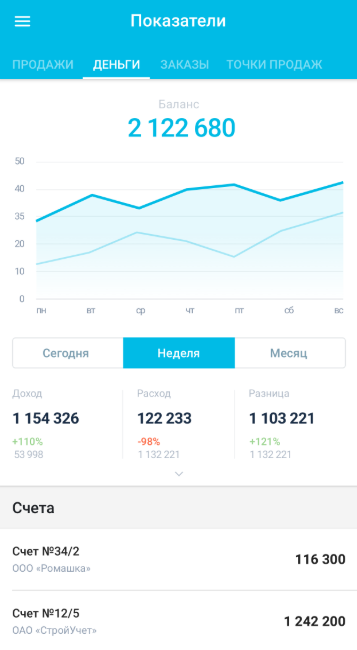 Показатели
ПРОДАЖИ ДЕНЬГИ ЗАКАЗЫ ТОЧКИ ПРОДАЖ
Баланс
2 122 680
50
40
35
20
10
0
пн вт ср чт пт сб вс
Сегодня Неделя Месяц
Доход Расход Разница
1 154 326 122 233 1 103 221
+110% -98% +121%
53 998 1 132 221 1 132 221
Счета
Счет №34/2
116 300
ООО «Ромашка»
Счет №12/5
1 242 200
ОАО «СтройУчет»